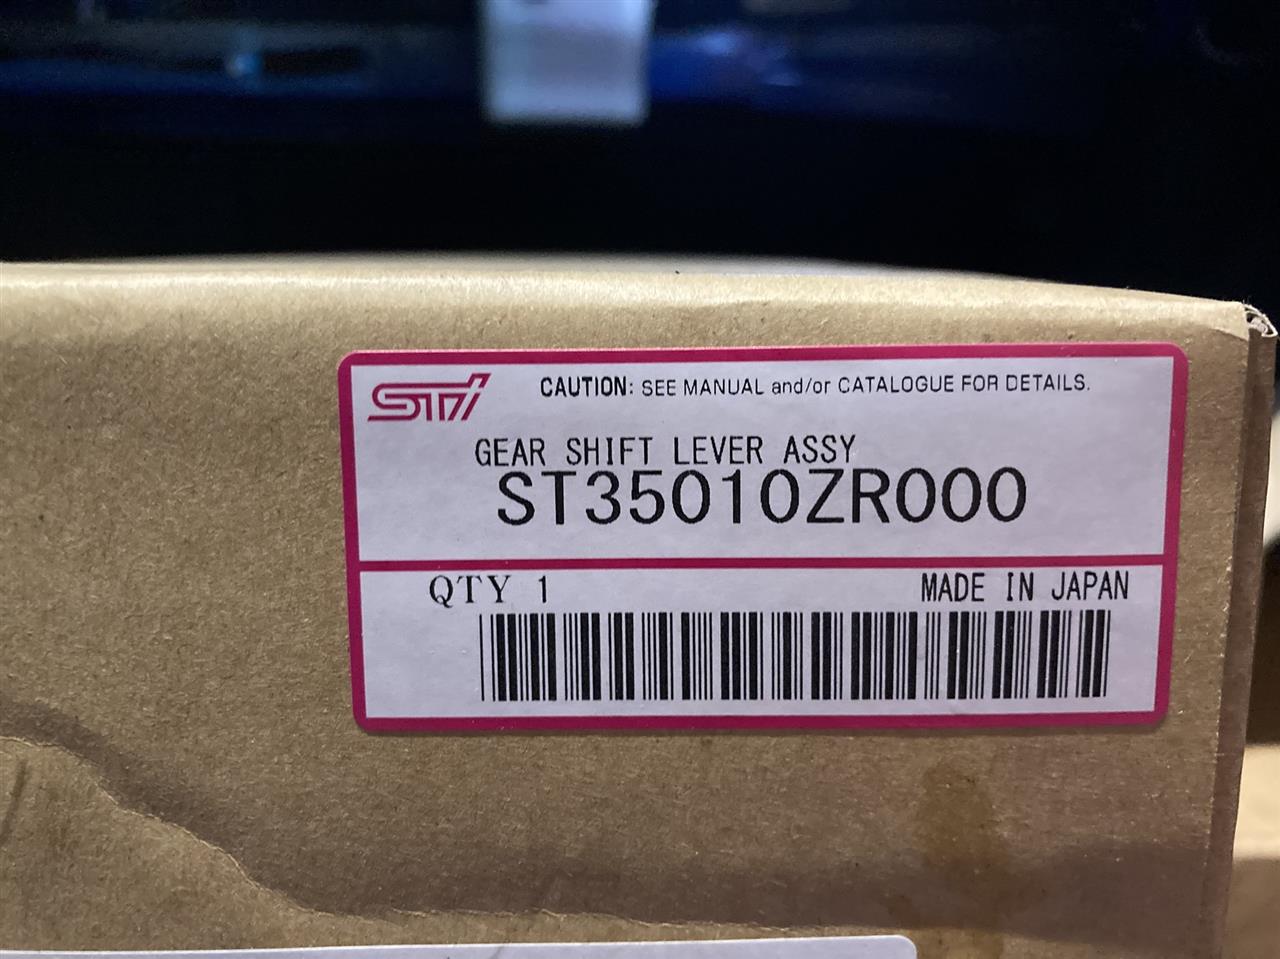 STi CAUTION: SEE MANUAL and/or CATALOGUE FOR DETAILS.
GEAR SHIFT LEVER ASSY
ST35010ZR000
QTY 1 MADE IN JAPAN